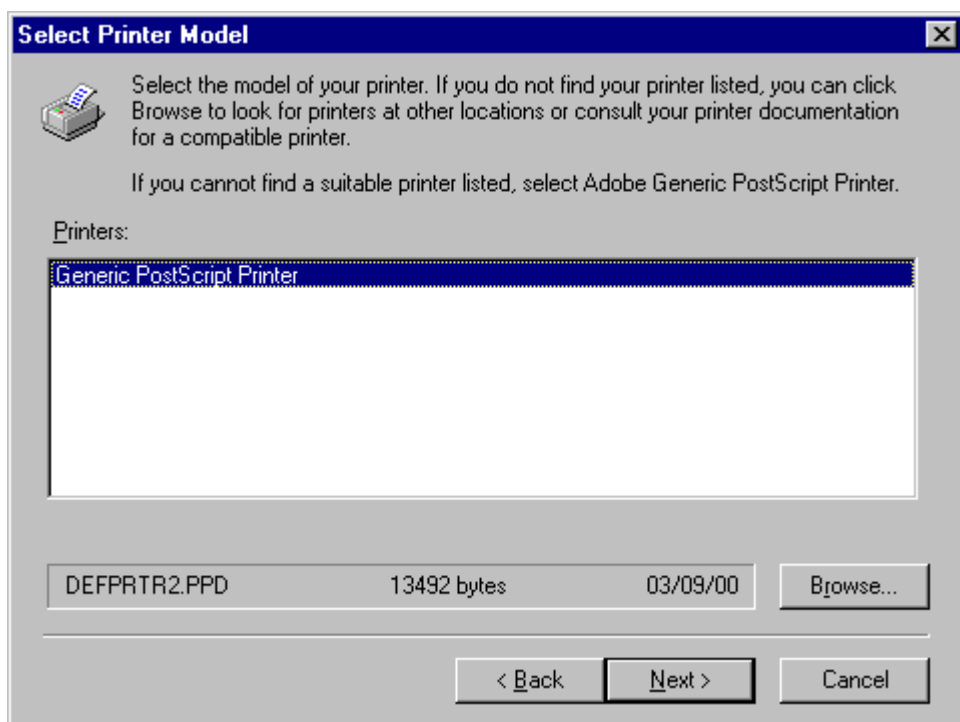 Select Printer Model
Select the model of your printer. If you do not find your printer listed, you can click
Browse to look for printers at other locations or consult your printer documentation
for a compatible printer.
If you cannot find a suitable printer listed, select Adobe Generic PostScript Printer.
Printers:
Generic PostScript Printer
DEFPRTR2.PPD 13492 bytes 03/09/00 Browse...
< Back Next > Cancel